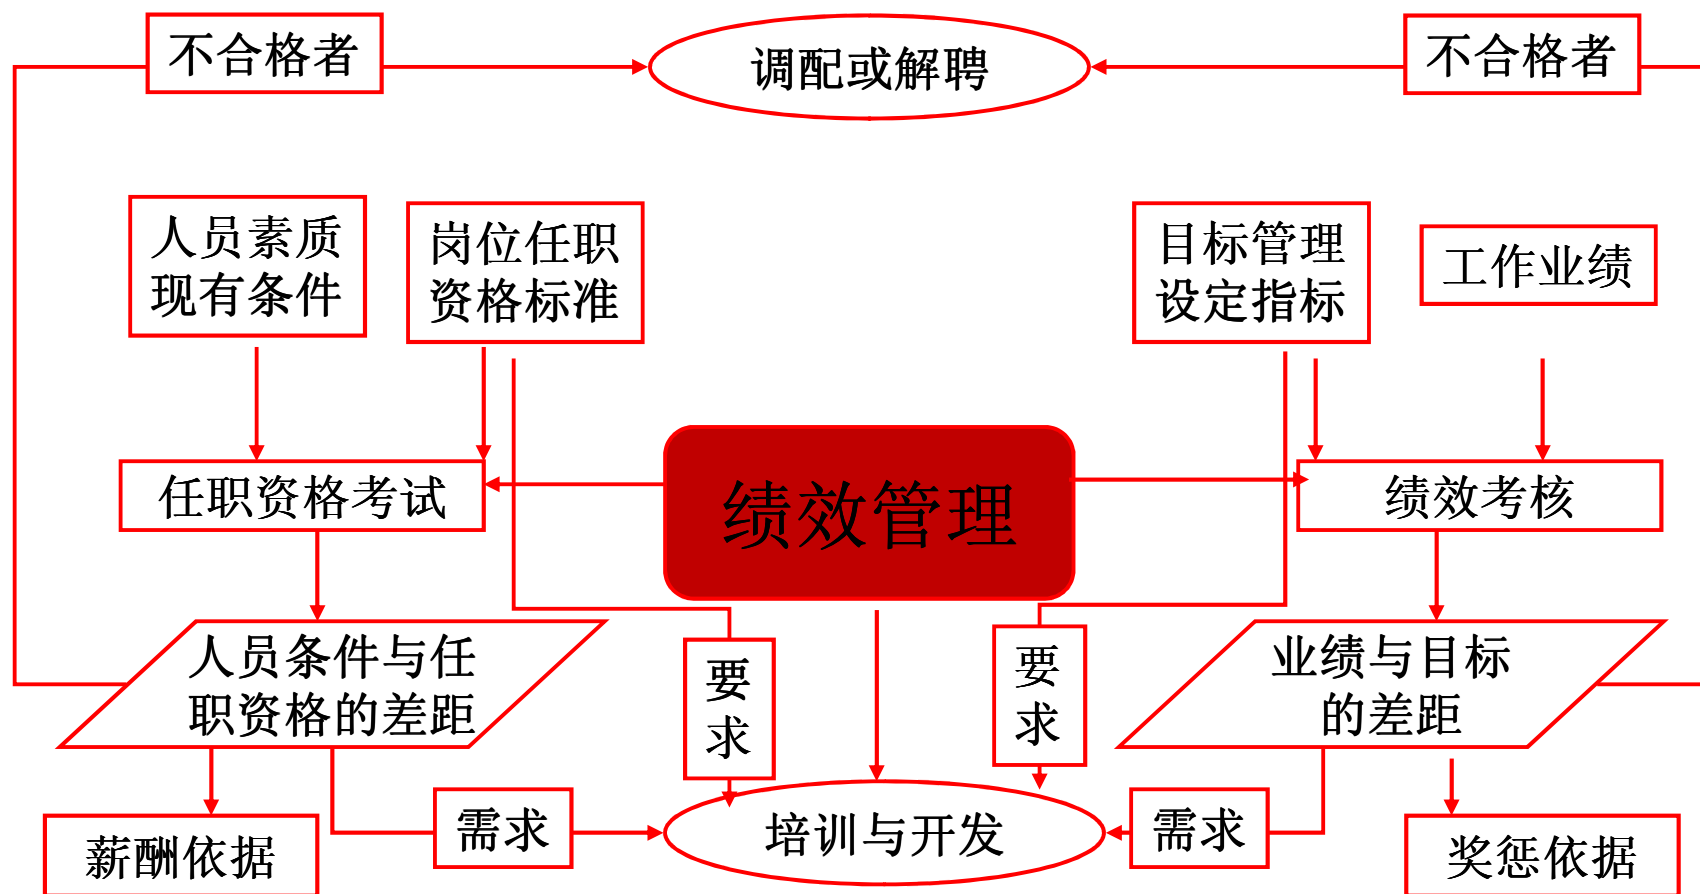 不合格者
调配或解聘
不合格者
人员素质
现有条件
岗位任职
资格标准
目标管理
设定指标
工作业绩
任职资格考试
绩效管理
绩效考核
人员条件与任
职资格的差距
要
求
要
求
业绩与目标
的差距
薪酬依据
需求
培训与开发
需求
奖惩依据